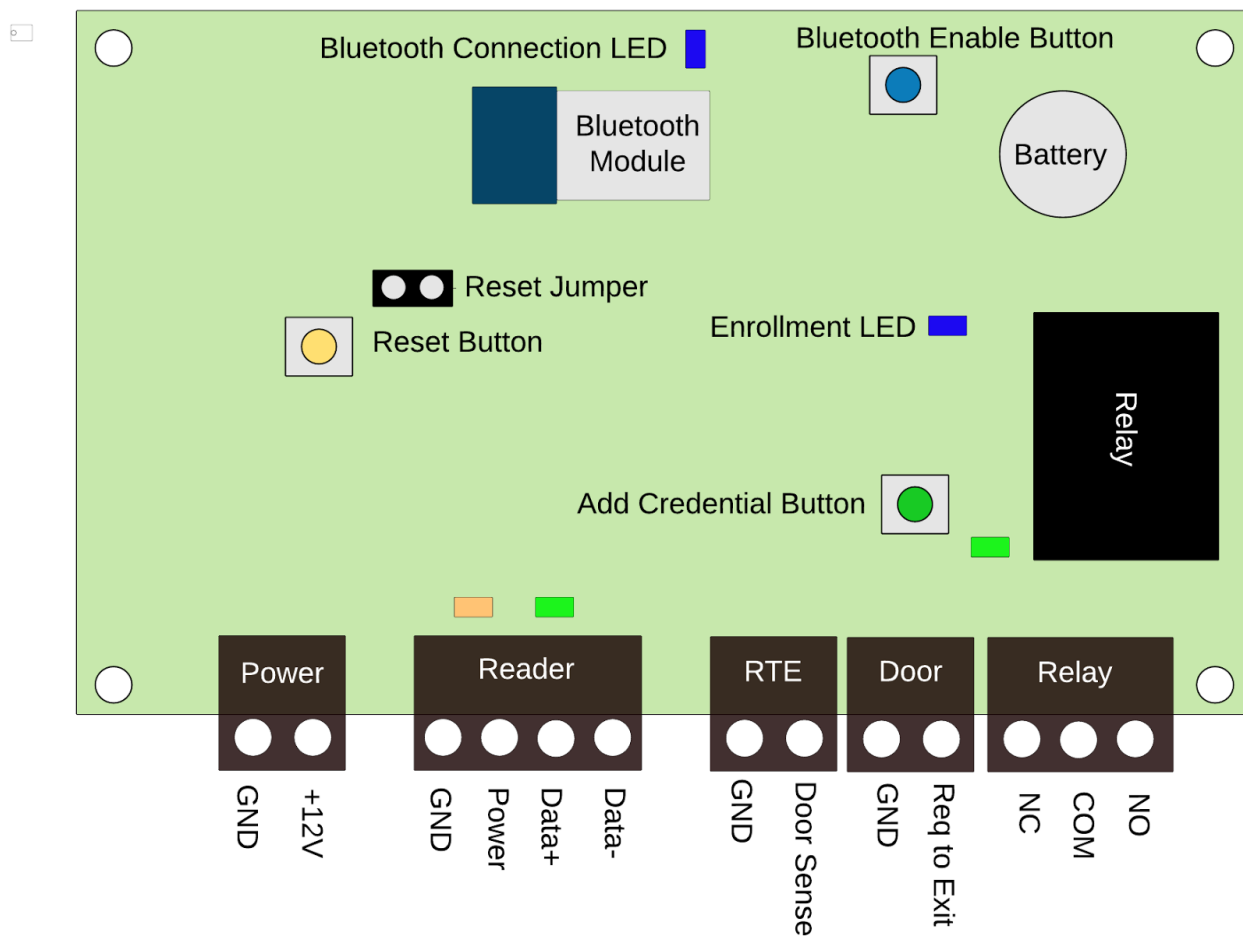 Bluetooth Connection LED
Bluetooth Enable Button
Bluetooth
Module
Battery
Reset Jumper
Reset Button
Enrollment LED
Relay
Add Credential Button
Power
Reader
RTE
Door
Relay
GND
+12V
GND
Power
Data+
Data-
GND
Door Sense
GND
Req to Exit
NC
COM
NO